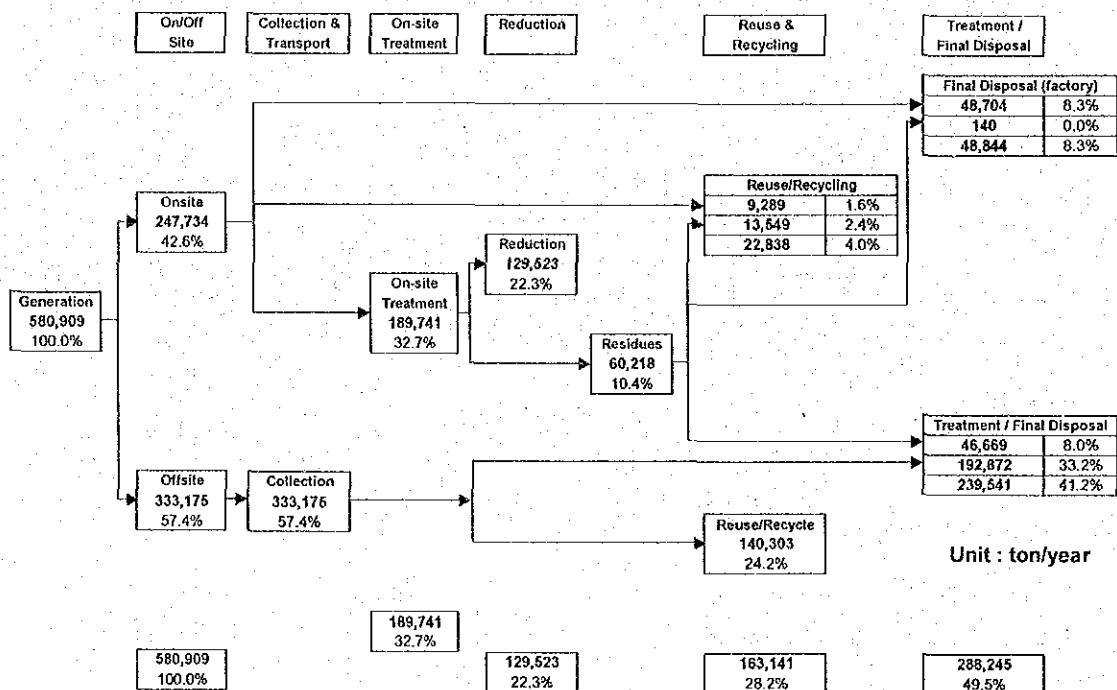 On/Off
Site
Collection &
Transport
On-site
Treatment
Reduction
Reuse &
Recycling
Treatment /
Final Disposal
Final Disposal (factory)
48,704 8.3%
140 0.0%
48,844 8.3%
Onsite
247,734
42.6%
Reuse/Recycling
9,289 1.6%
13,549 2.4%
22,838 4.0%
Reduction
129,523
22.3%
On-site
Treatment
189,741
32.7%
Generation
580,909
100.0%
Residues
60,218
10.4%
Treatment / Final Disposal
46,669 8.0%
192,872 33.2%
239,541 41.2%
Offsite
333,175
57.4%
Collection
333,175
57.4%
Reuse/Recycle
140,303
24.2%
Unit : ton/year
189,741
32.7%
580,909
100.0%
129,523
22.3%
163,141
28.2%
288,245
49.5%